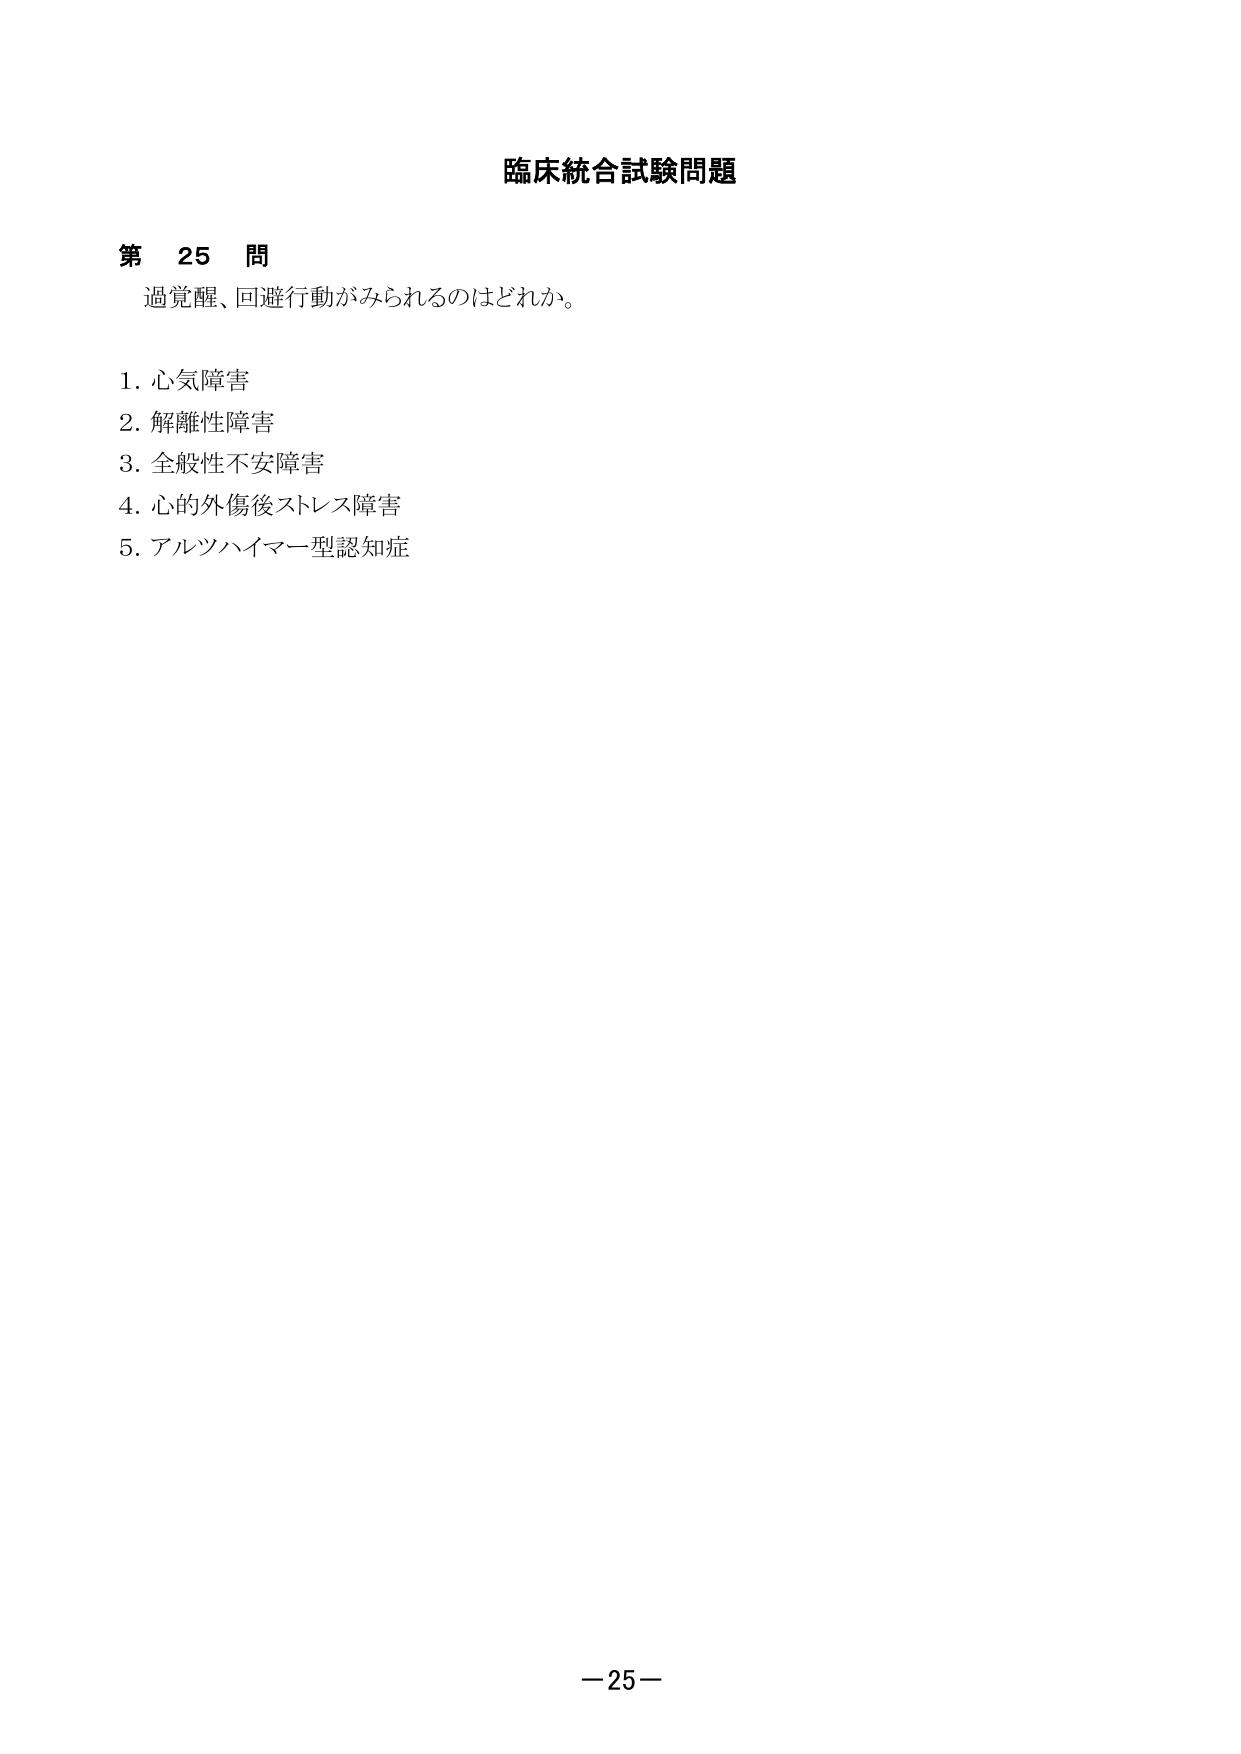 臨床統合試験問題
第 25 問
過覚醒、回避行動がみられるのはどれか。
1. 心気障害
2. 解離性障害
3. 全般性不安障害
4. 心的外傷後ストレス障害
5. アルツハイマー型認知症
－25－